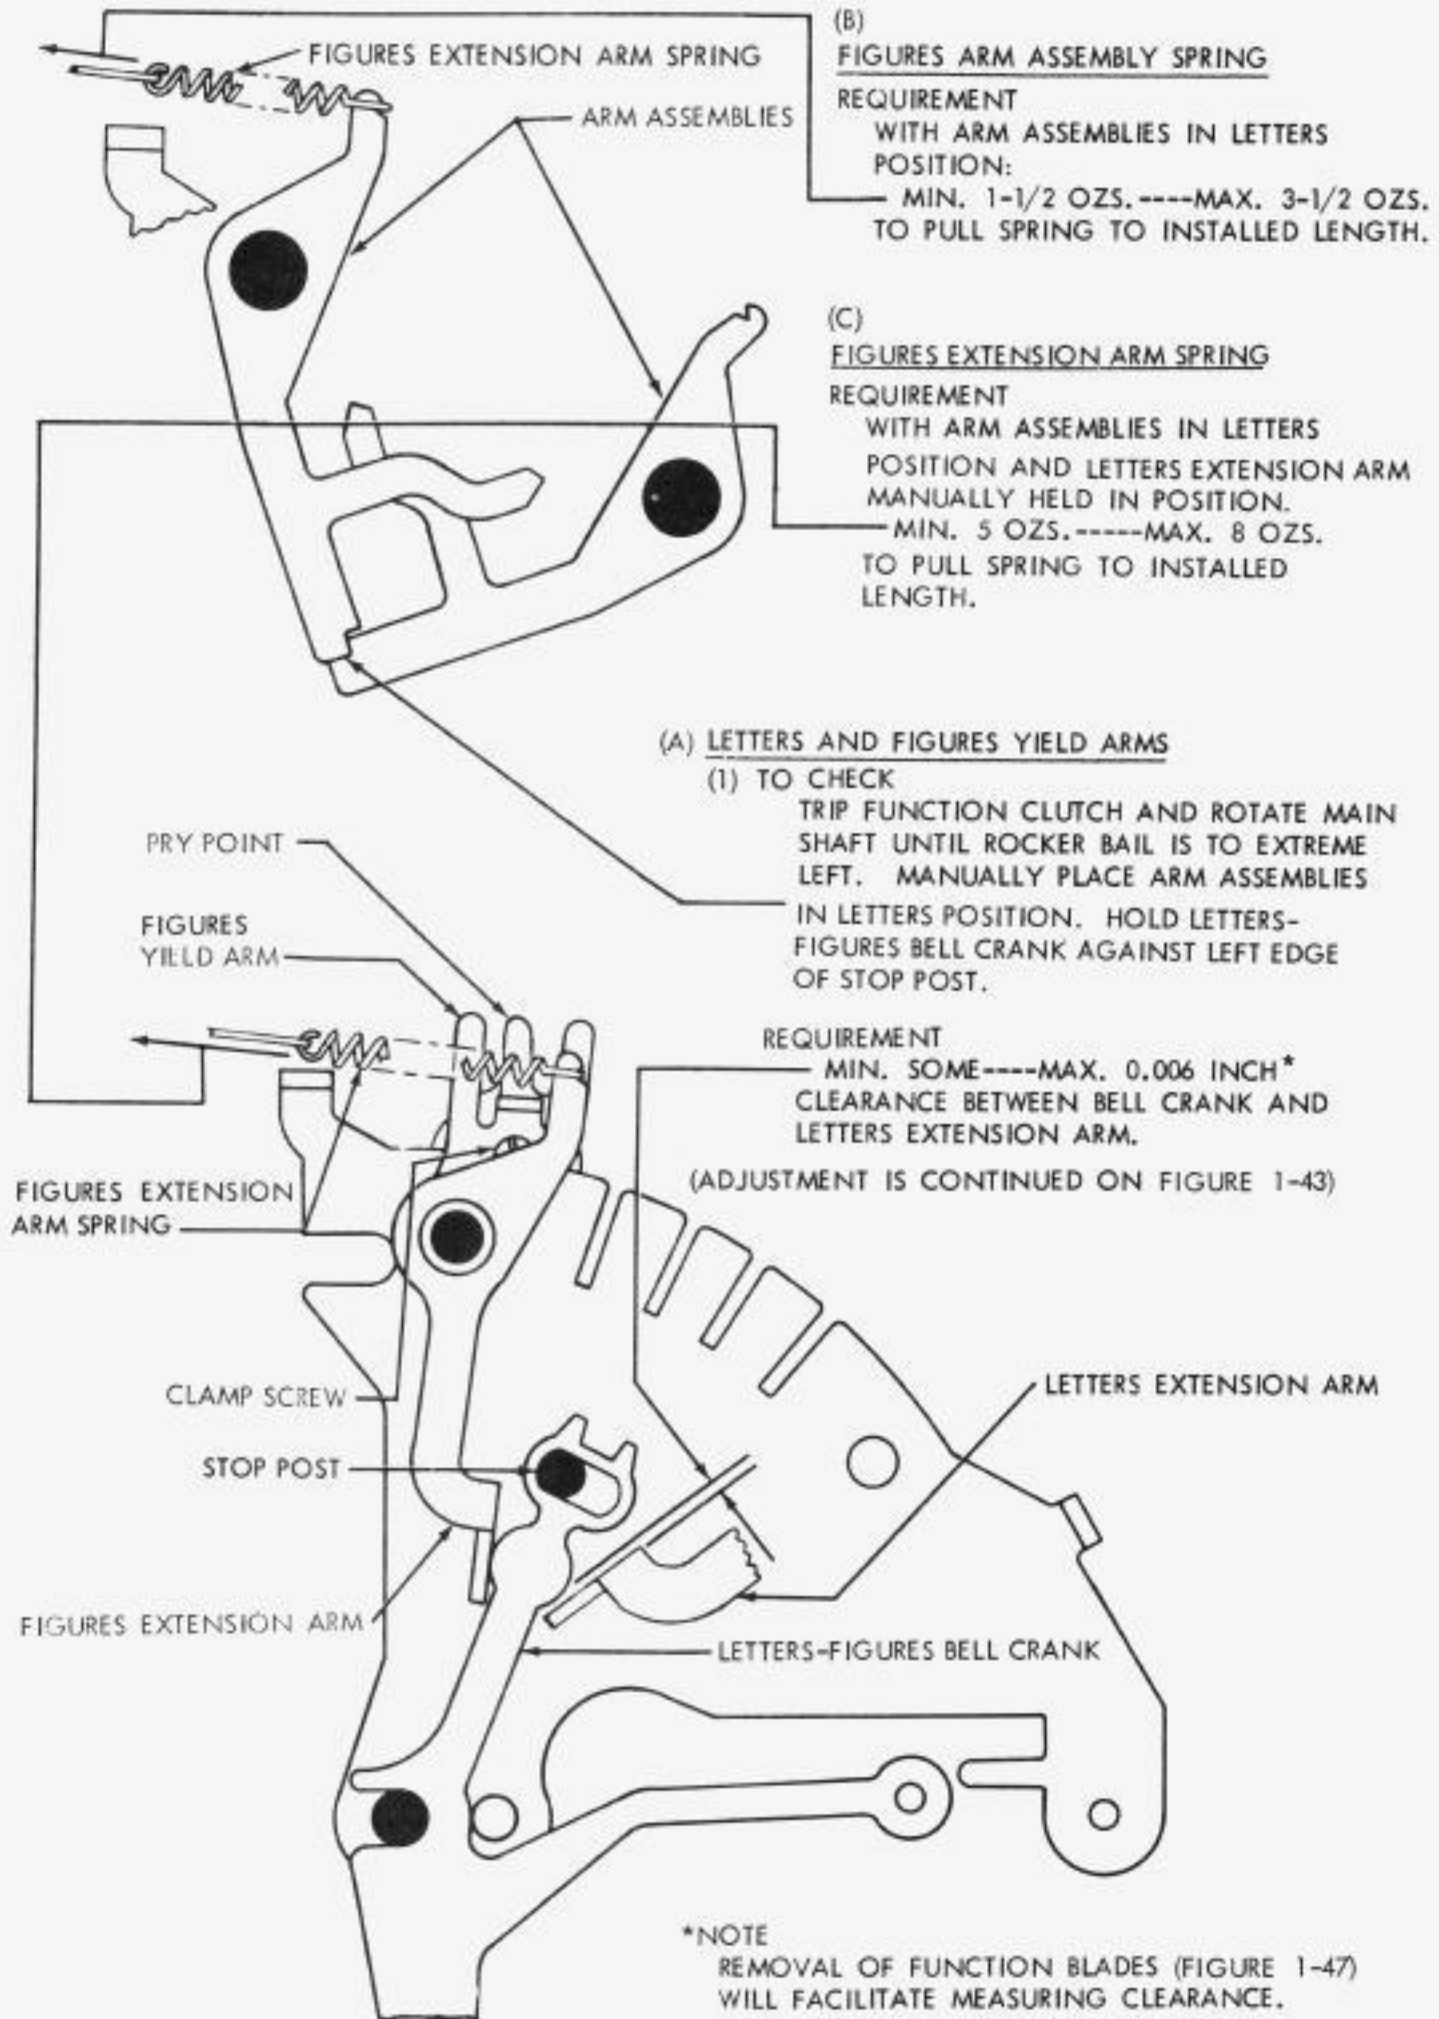 (B)
FIGURES EXTENSION ARM SPRING
FIGURES ARM ASSEMBLY SPRING
REQUIREMENT
ARM ASSEMBLIES
WITH ARM ASSEMBLIES IN LETTERS
POSITION:
MIN. 1-1/2 OZS.----MAX. 3-1/2 OZS.
TO PULL SPRING TO INSTALLED LENGTH.
(C)
FIGURES EXTENSION ARM SPRING
REQUIREMENT
WITH ARM ASSEMBLIES IN LETTERS
POSITION AND LETTERS EXTENSION ARM
MANUALLY HELD IN POSITION.
MIN. 5 OZS.-----MAX. 8 OZS.
TO PULL SPRING TO INSTALLED
LENGTH.
(A) LETTERS AND FIGURES YIELD ARMS
(1) TO CHECK
TRIP FUNCTION CLUTCH AND ROTATE MAIN
SHAFT UNTIL ROCKER BAIL IS TO EXTREME
LEFT. MANUALLY PLACE ARM ASSEMBLIES
IN LETTERS POSITION. HOLD LETTERS-
FIGURES BELL CRANK AGAINST LEFT EDGE
OF STOP POST.
PRY POINT
FIGURES
YIELD ARM
REQUIREMENT
MIN. SOME----MAX. 0.006 INCH*
CLEARANCE BETWEEN BELL CRANK AND
LETTERS EXTENSION ARM.
(ADJUSTMENT IS CONTINUED ON FIGURE 1-43)
FIGURES EXTENSION
ARM SPRING
CLAMP SCREW
LETTERS EXTENSION ARM
STOP POST
FIGURES EXTENSION ARM
LETTERS-FIGURES BELL CRANK
*NOTE
REMOVAL OF FUNCTION BLADES (FIGURE 1-47)
WILL FACILITATE MEASURING CLEARANCE.